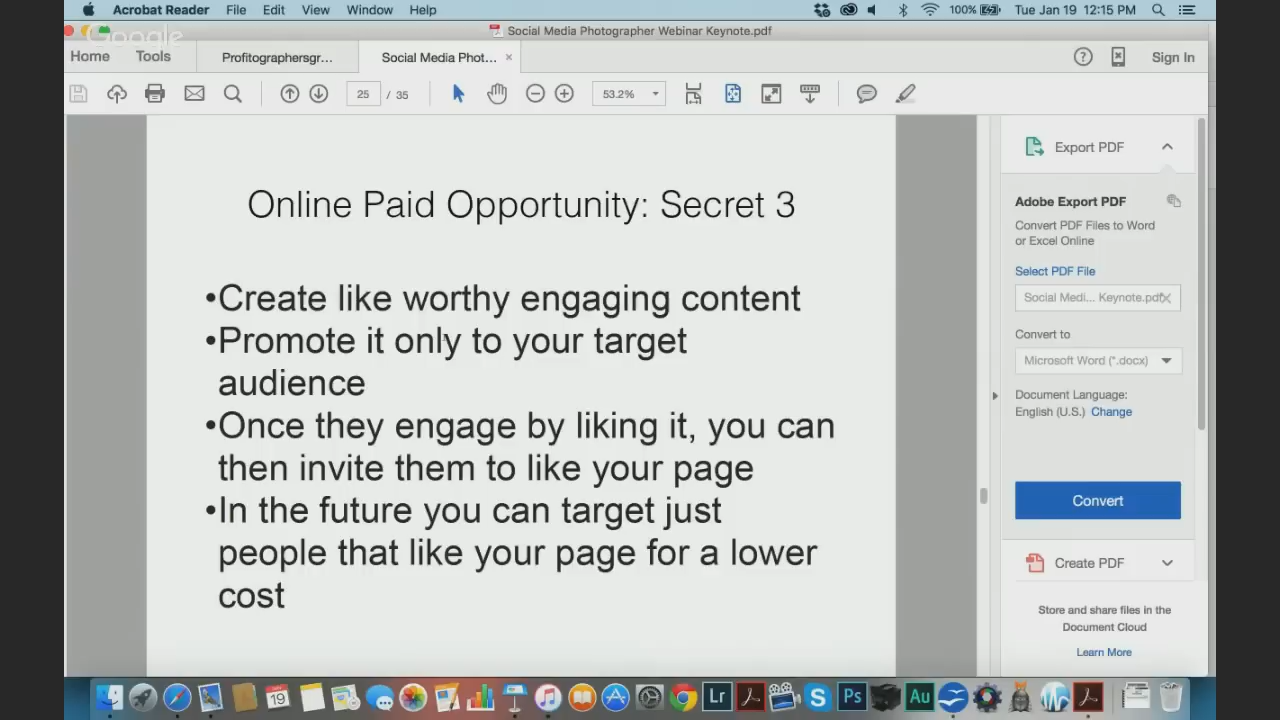 Acrobat Reader File Edit View Window Help 100% Tue Jan 19 12:15 PM
Social Media Photographer Webinar Keynote.pdf
Google
Home Tools Profitographersgr... Social Media Phot... × Sign In
25 / 35 53.2%
Online Paid Opportunity: Secret 3
•Create like worthy engaging content
•Promote it only to your target
audience
•Once they engage by liking it, you can
then invite them to like your page
•In the future you can target just
people that like your page for a lower
cost
Export PDF
Adobe Export PDF
Convert PDF Files to Word
or Excel Online
Select PDF File
Social Medi... Keynote.pdf
Convert to
Microsoft Word (*.docx)
Document Language:
English (U.S.) Change
Convert
Create PDF
Store and share files in the
Document Cloud
Learn More
19 Lr Ps Au